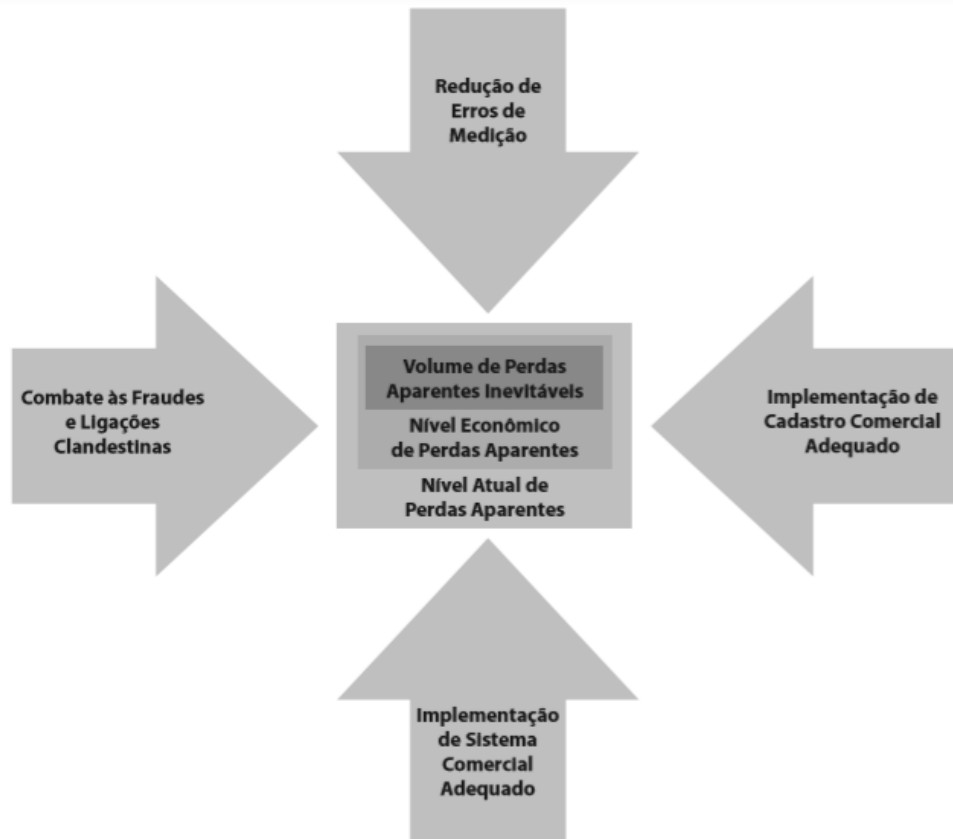 Redução de
Erros de
Medição
Combate às Fraudes
e Ligações
Clandestinas
Volume de Perdas
Aparentes Inevitáveis
Nível Econômico
de Perdas Aparentes
Nível Atual de
Perdas Aparentes
Implementação de
Cadastro Comercial
Adequado
Implementação
de Sistema
Comercial
Adequado